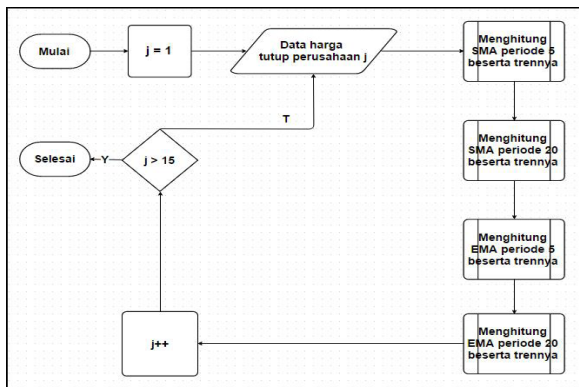 Mulai
j = 1
Data harga
tutup perusahaan j
Menghitung
SMA periode 5
beserta trennya
Menghitung
SMA periode 20
beserta trennya
Menghitung
EMA periode 5
beserta trennya
Menghitung
EMA periode 20
beserta trennya
j++
j > 15
T
Y
Selesai